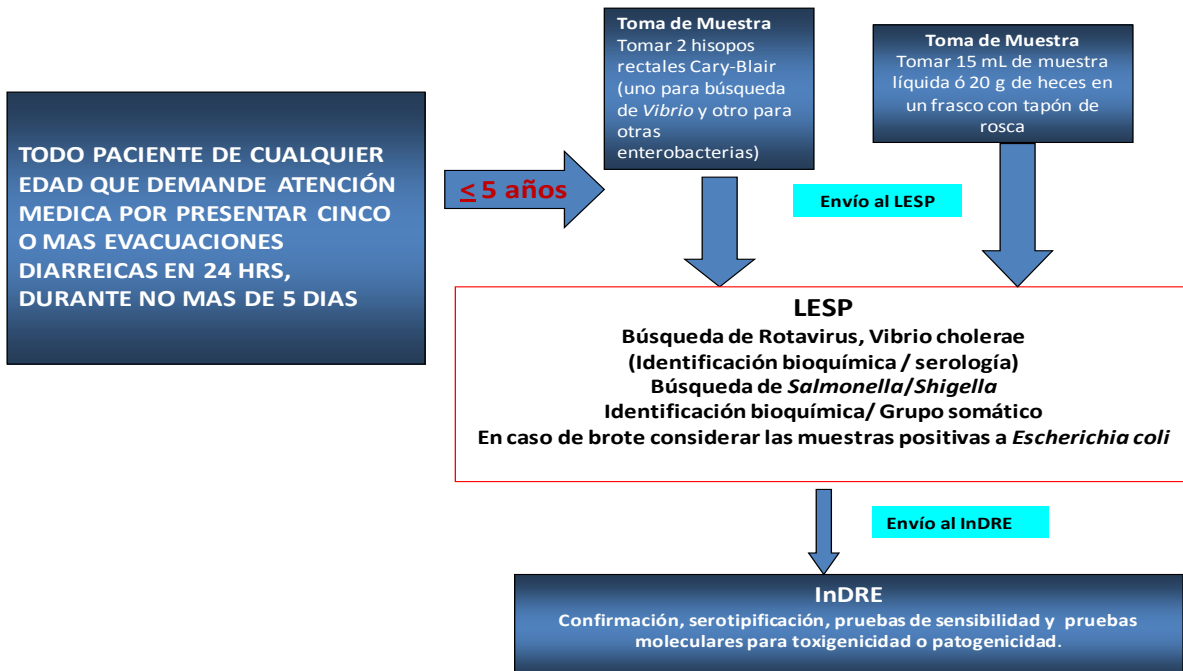 TODO PACIENTE DE CUALQUIER
EDAD QUE DEMANDE ATENCIÓN
MEDICA POR PRESENTAR CINCO
O MAS EVACUACIONES
DIARREICAS EN 24 HRS,
DURANTE NO MAS DE 5 DIAS
≤ 5 años
Toma de Muestra
Tomar 2 hisopos
rectales Cary-Blair
(uno para búsqueda
de Vibrio y otro para
otras
enterobacterias)
Toma de Muestra
Tomar 15 mL de muestra
líquida ó 20 g de heces en
un frasco con tapón de
rosca
Envío al LESP
LESP
Búsqueda de Rotavirus, Vibrio cholerae
(Identificación bioquímica / serología)
Búsqueda de Salmonella/Shigella
Identificación bioquímica/ Grupo somático
En caso de brote considerar las muestras positivas a Escherichia coli
Envío al InDRE
InDRE
Confirmación, serotipificación, pruebas de sensibilidad y pruebas
moleculares para toxigenicidad o patogenicidad.